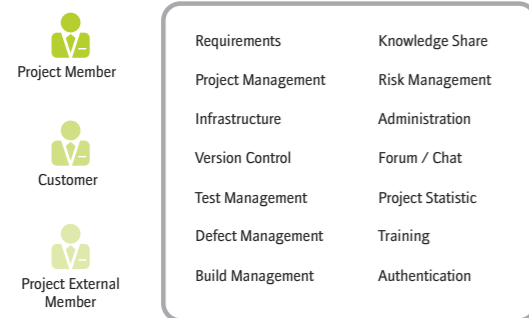 Project Member
Customer
Project External
Member
Requirements
Project Management
Infrastructure
Version Control
Test Management
Defect Management
Build Management
Knowledge Share
Risk Management
Administration
Forum / Chat
Project Statistic
Training
Authentication